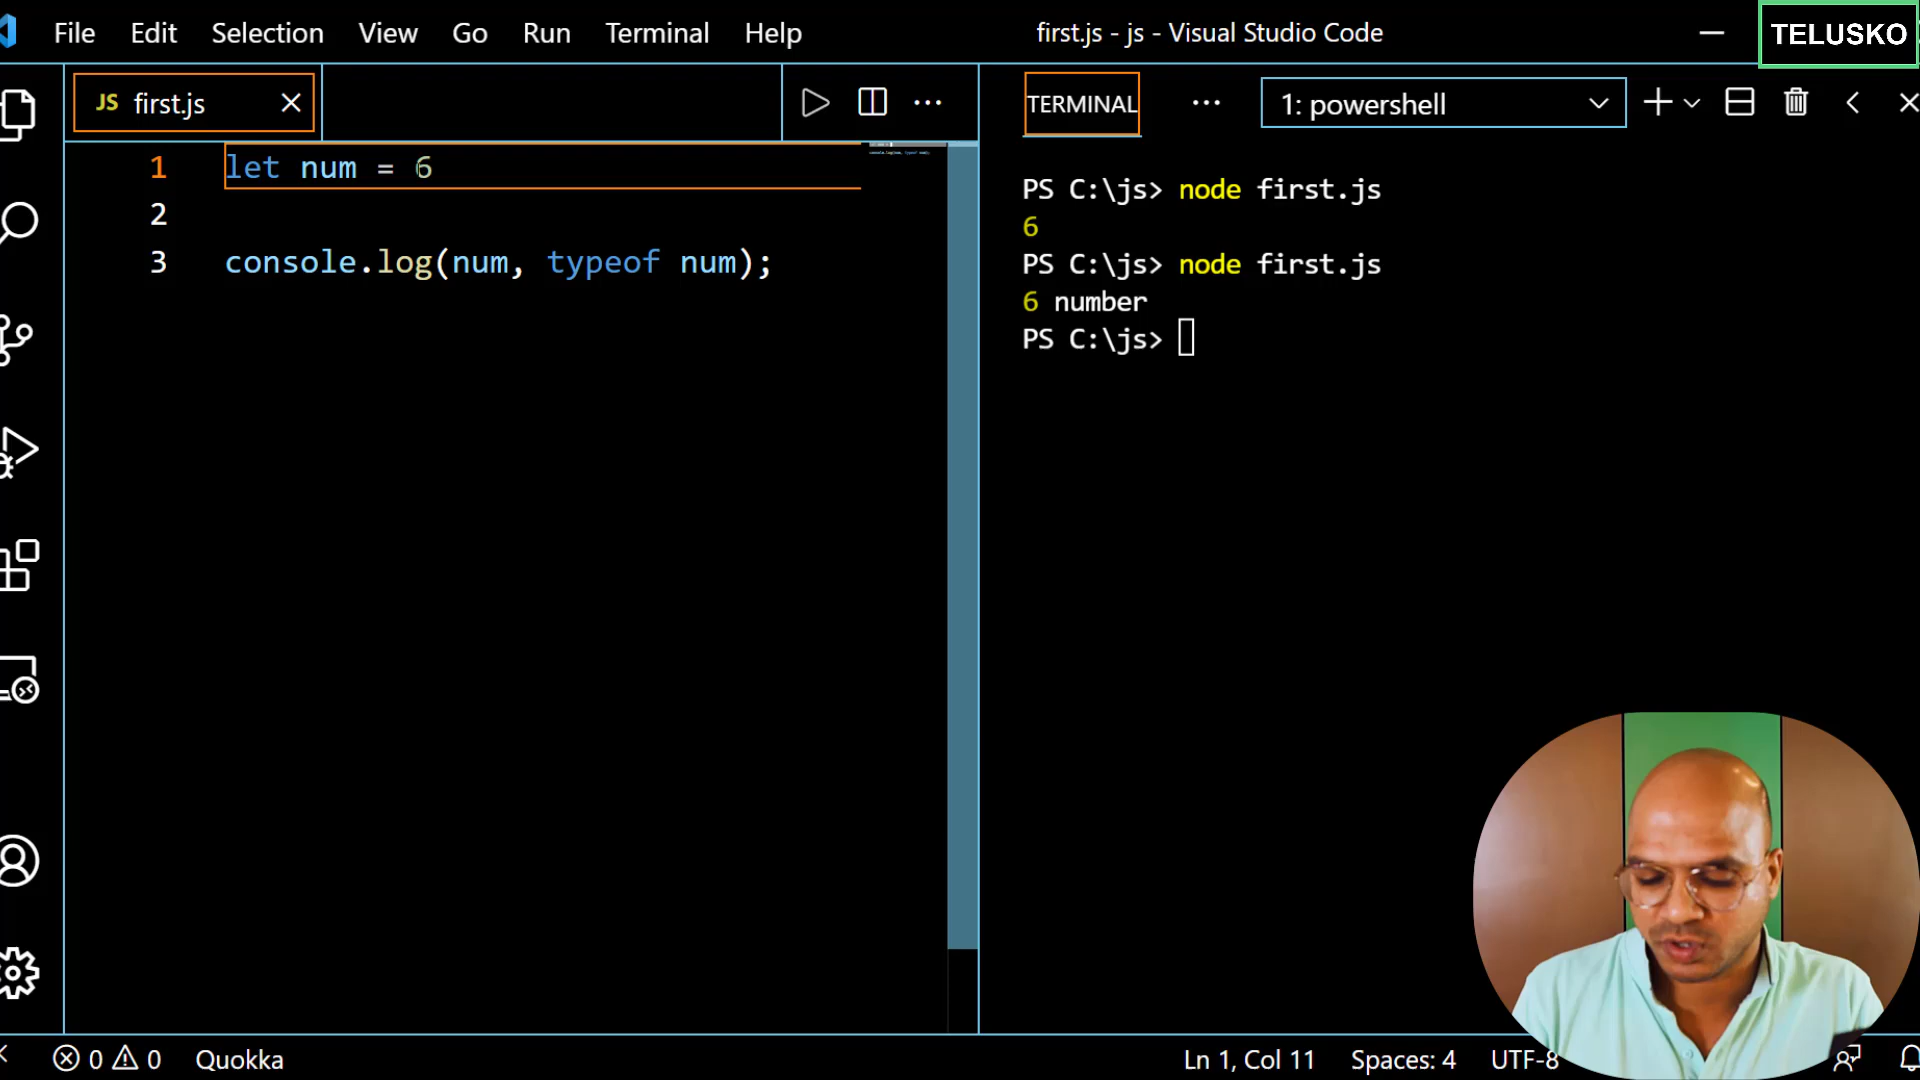 File Edit Selection View Go Run Terminal Help
first.js - js - Visual Studio Code
TELUSKO
JS first.js
TERMINAL
1: powershell
1 let num = 6
2
3 console.log(num, typeof num);
PS C:\js> node first.js
6
PS C:\js> node first.js
6 number
PS C:\js>
0 0 Quokka
Ln 1, Col 11 Spaces: 4 UTF-8